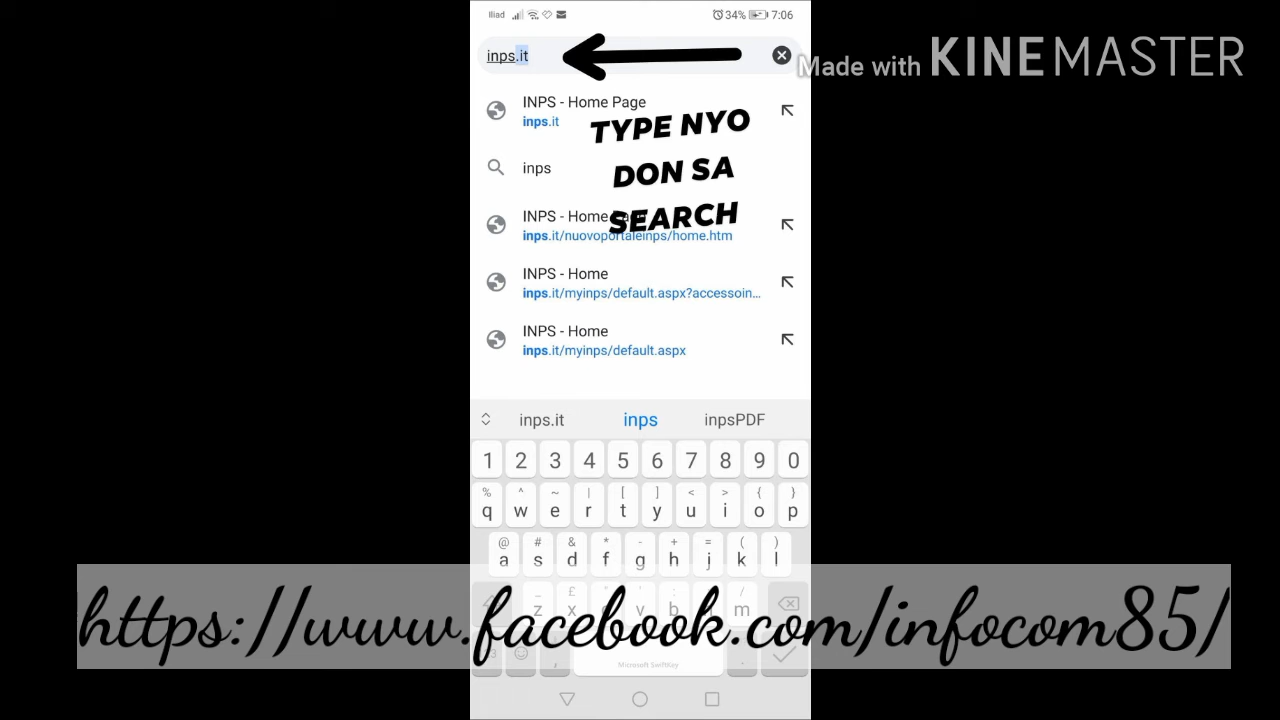 Iliad 34% 7:06
inps.it
Made with KINEMASTER
INPS - Home Page
inps.it
TYPE NYO
DON SA
SEARCH
inps
INPS - Home Page
inps.it/nuovoportaleinps/home.htm
INPS - Home
inps.it/myinps/default.aspx?accessoin...
INPS - Home
inps.it/myinps/default.aspx
inps.it inps inpsPDF
1 2 3 4 5 6 7 8 9 0
% ^ ~ | [ ] < > { }
q w e r t y u i o p
@ # & * - + = ( )
a s d f g h j k l
z x v b m
https://www.facebook.com/infocom85/
Microsoft SwiftKey